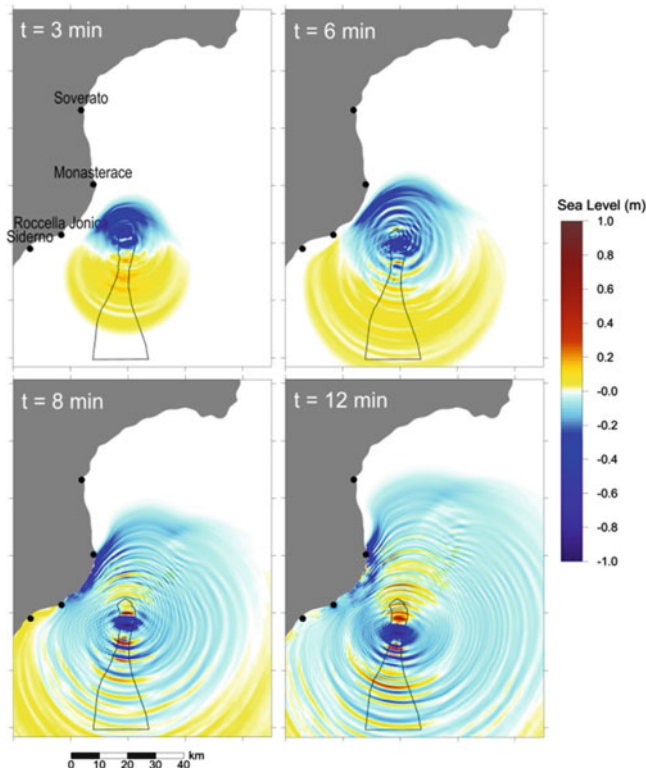 t = 3 min
t = 6 min
Soverato
Monasterace
Roccella Jonica
Siderno
Sea Level (m)
1.0
0.8
0.6
0.4
0.2
-0.0
-0.2
-0.4
-0.6
-0.8
-1.0
t = 8 min
t = 12 min
km
0 10 20 30 40